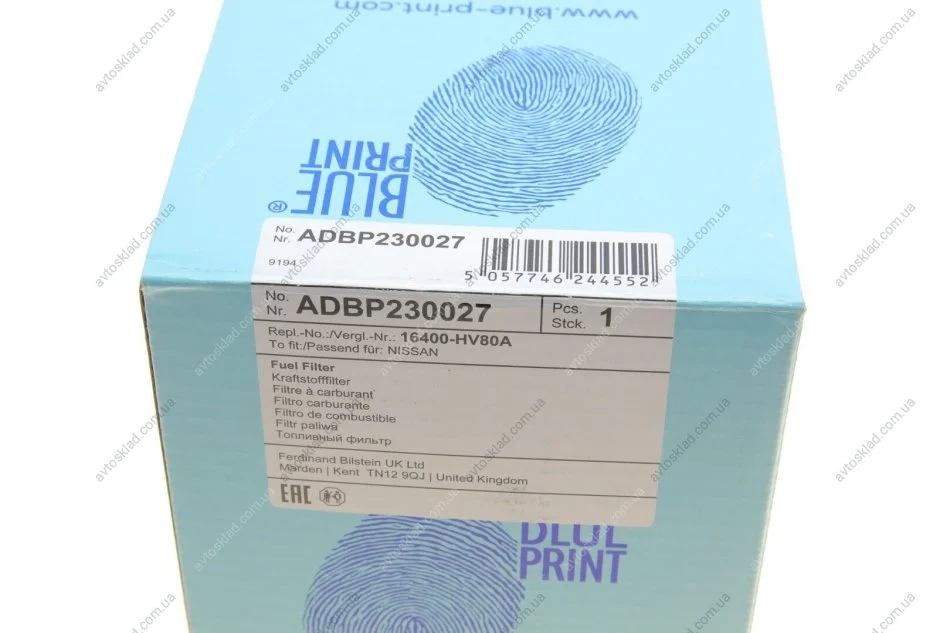 www.blue-print.com
BLUE
PRINT®
No.
Nr. ADBP230027
9194
5 057746 244552
No.
Nr. ADBP230027
Pcs.
Stck. 1
Repl.-No.:/Vergl.-Nr.: 16400-HV80A
To fit:/Passend für: NISSAN
Fuel Filter
Kraftstofffilter
Filtre à carburant
Filtro carburante
Filtro de combustible
Filtr paliwa
Топливный фильтр
Ferdinand Bilstein UK Ltd
Marden | Kent TN12 9QJ | United Kingdom
EAC
BLUE
PRINT
avtosklad.com.ua